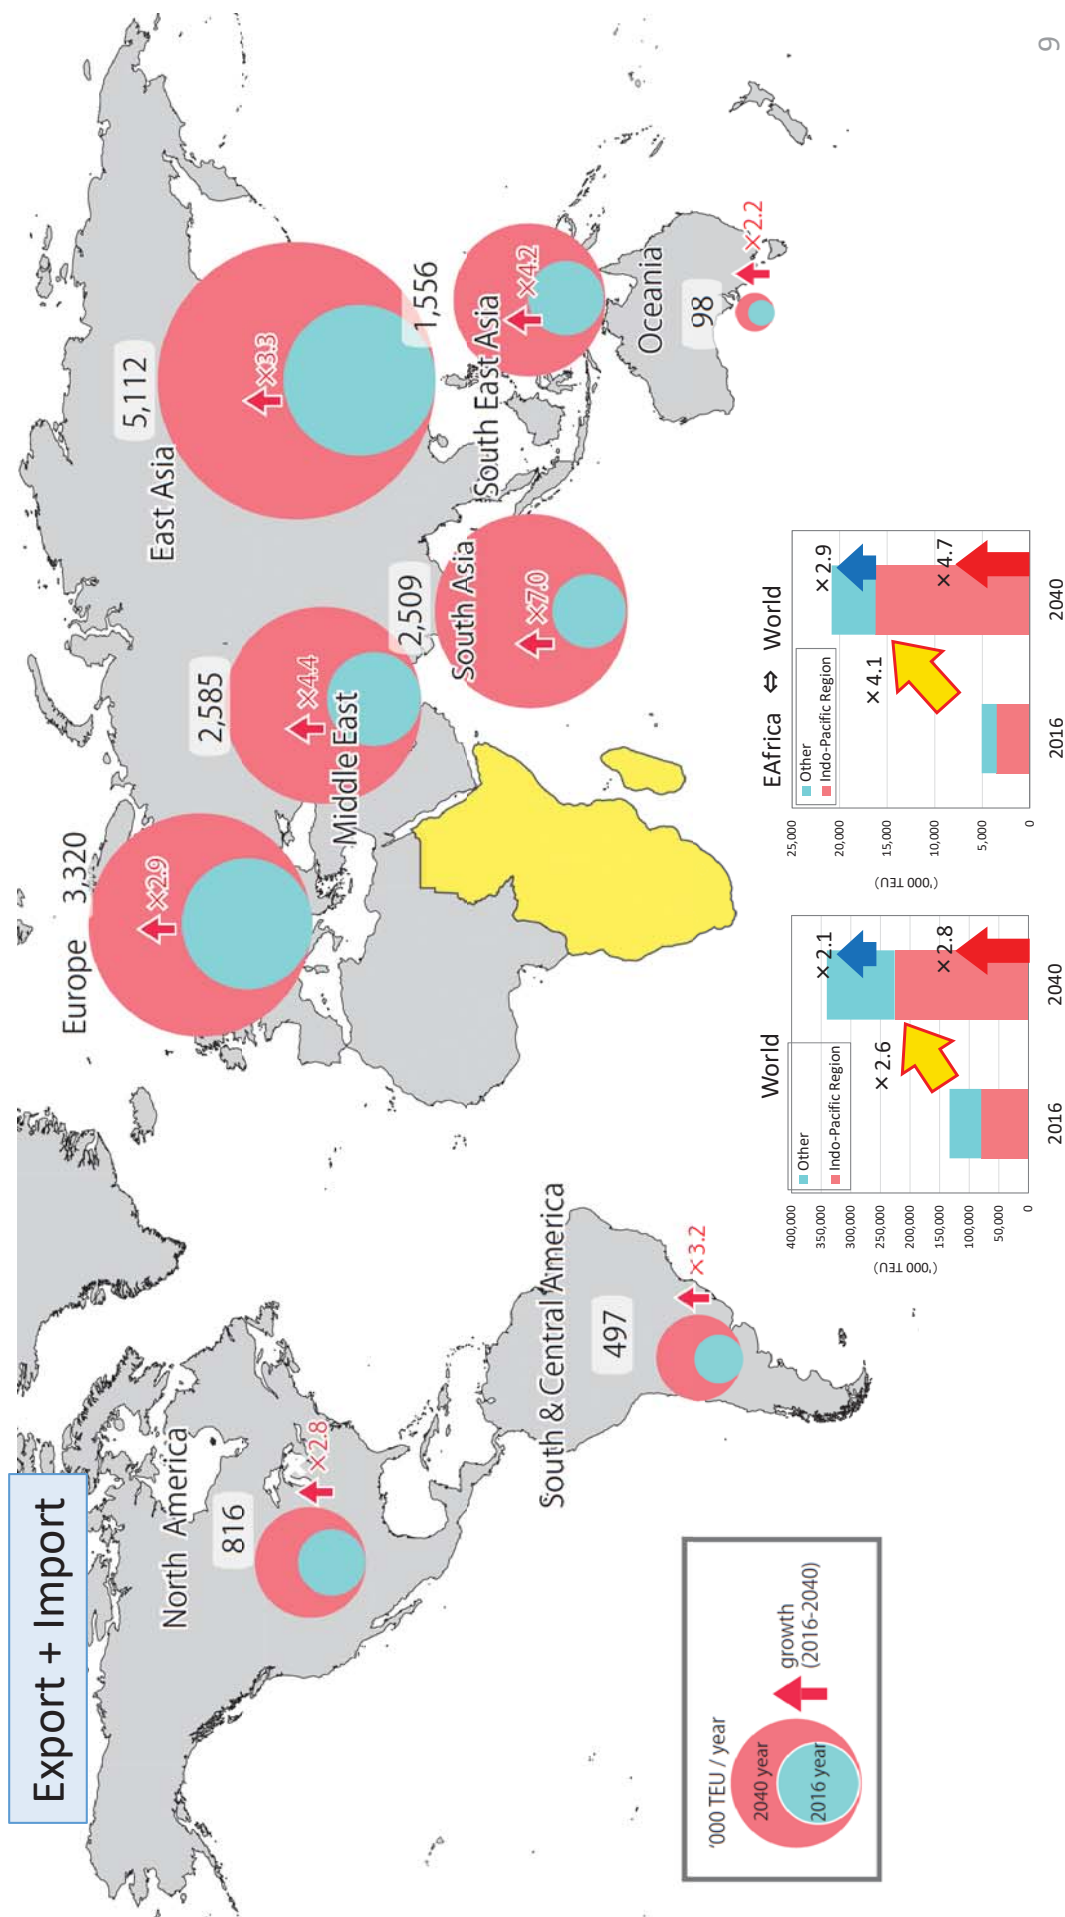 Export + Import
North America
816
×2.8
South & Central America
497
×3.2
Europe 3,320
×2.9
Middle East
2,585
×4.4
East Asia
5,112
×3.3
South Asia
2,509
×7.0
South East Asia
1,556
×4.2
Oceania
98
×2.2
'000 TEU / year
2040 year
2016 year
growth
(2016-2040)
World
('000 TEU)
400,000
350,000
300,000
250,000
200,000
150,000
100,000
50,000
0
Other
Indo-Pacific Region
×2.6
×2.1
×2.8
2016
2040
EAfrica ⇔ World
('000 TEU)
25,000
20,000
15,000
10,000
5,000
0
Other
Indo-Pacific Region
×4.1
×2.9
×4.7
2016
2040
9